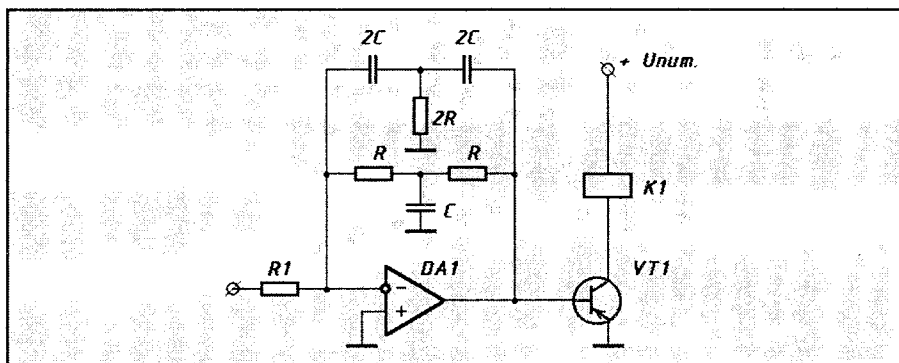 2C 2C
+ Uпит.
2R
R R
K1
C
R1 DA1 VT1
−
+